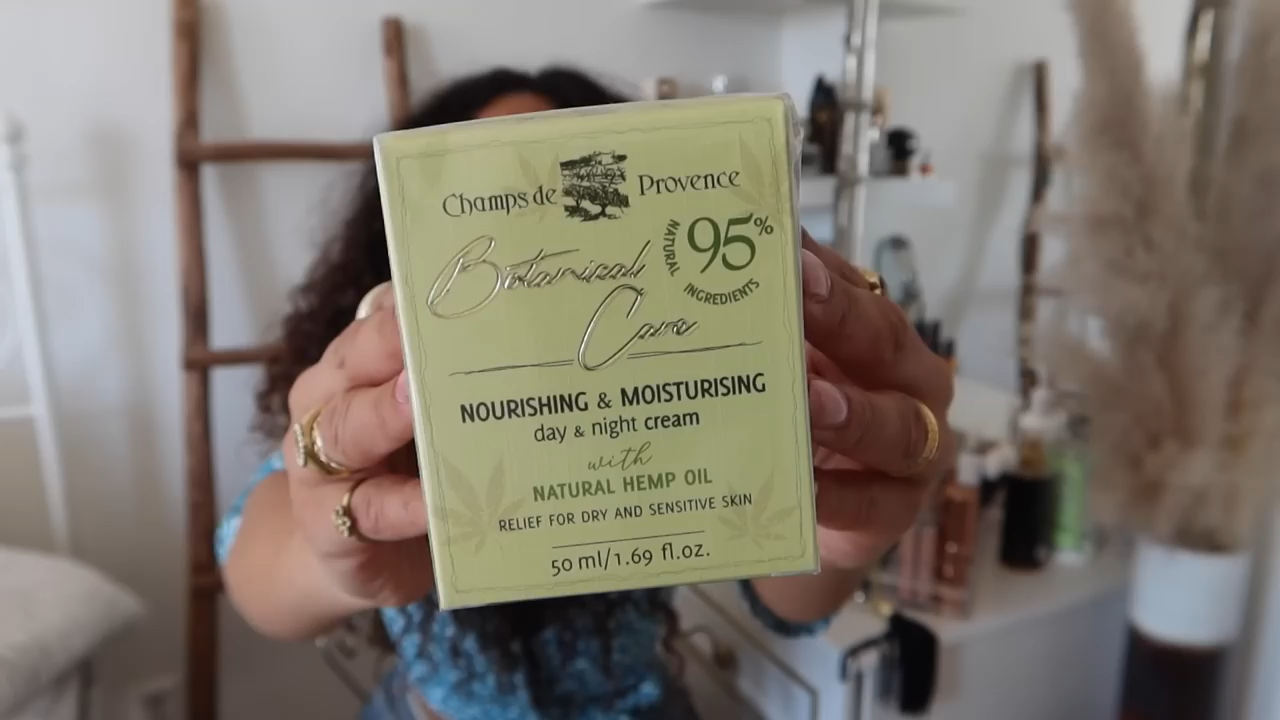 Champs de Provence
Botanical
Care
95%
NATURAL INGREDIENTS
NOURISHING & MOISTURISING
day & night cream
with
NATURAL HEMP OIL
RELIEF FOR DRY AND SENSITIVE SKIN
50 ml/1.69 fl.oz.